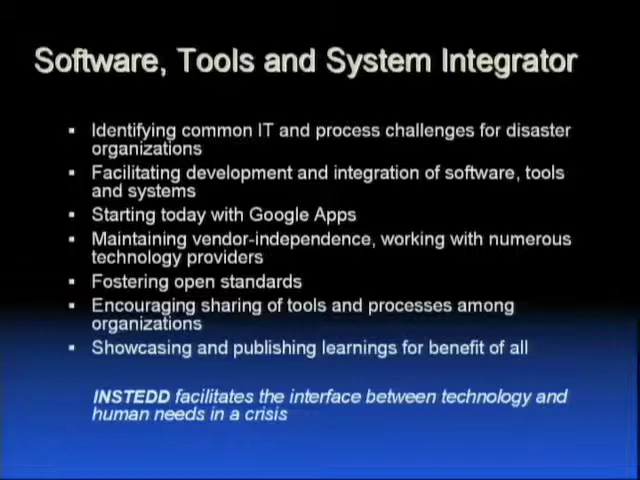 Software, Tools and System Integrator
▪ Identifying common IT and process challenges for disaster
organizations
▪ Facilitating development and integration of software, tools
and systems
▪ Starting today with Google Apps
▪ Maintaining vendor-independence, working with numerous
technology providers
▪ Fostering open standards
▪ Encouraging sharing of tools and processes among
organizations
▪ Showcasing and publishing learnings for benefit of all
INSTEDD facilitates the interface between technology and
human needs in a crisis